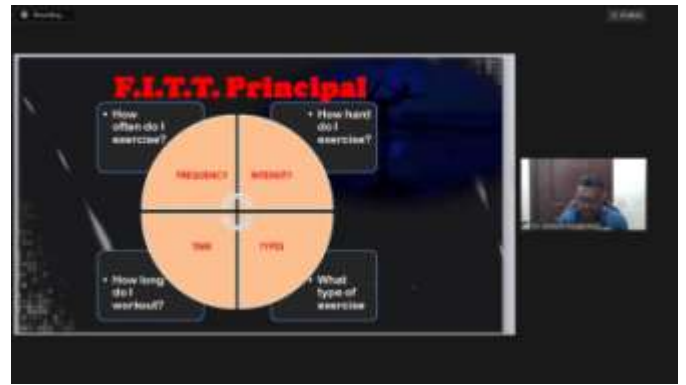 F.I.T.T. Principal
• How
often do I
exercise?
• How hard
do I
exercise?
FREQUENCY
INTENSITY
TIME
TYPES
• How long
do I
workout?
• What
type of
exercise